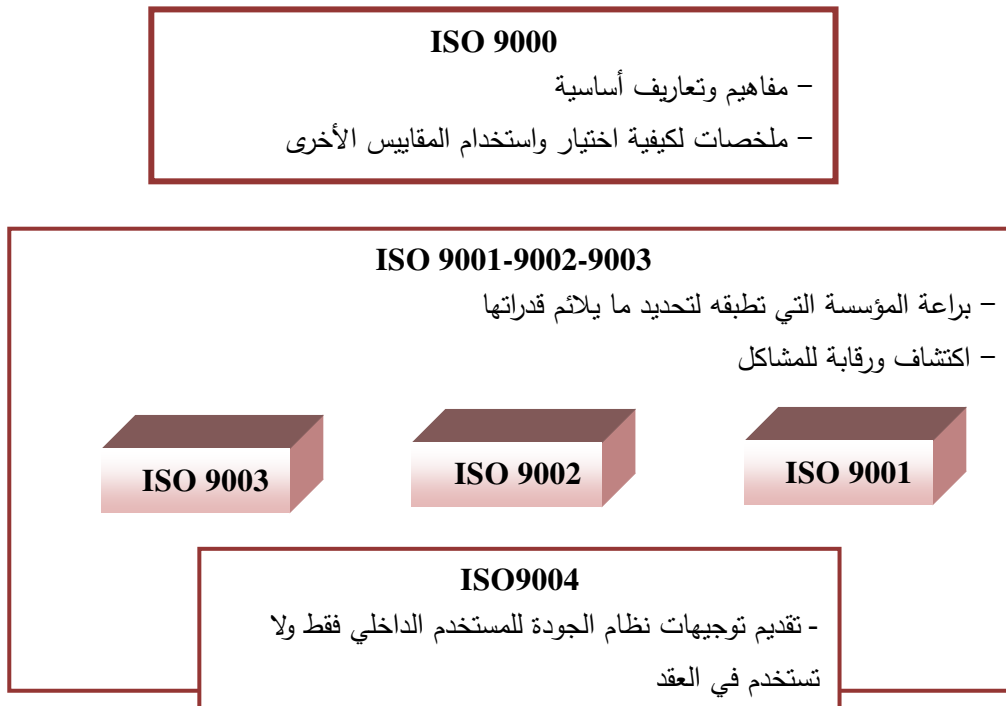 ISO 9000
– مفاهيم وتعاريف أساسية
– ملخصات لكيفية اختيار واستخدام المقاييس الأخرى
ISO 9001-9002-9003
– براعة المؤسسة التي تطبقه لتحديد ما يلائم قدراتها
– اكتشاف ورقابة للمشاكل
ISO 9001
ISO 9002
ISO 9003
ISO9004
- تقديم توجيهات نظام الجودة للمستخدم الداخلي فقط ولا
تستخدم في العقد